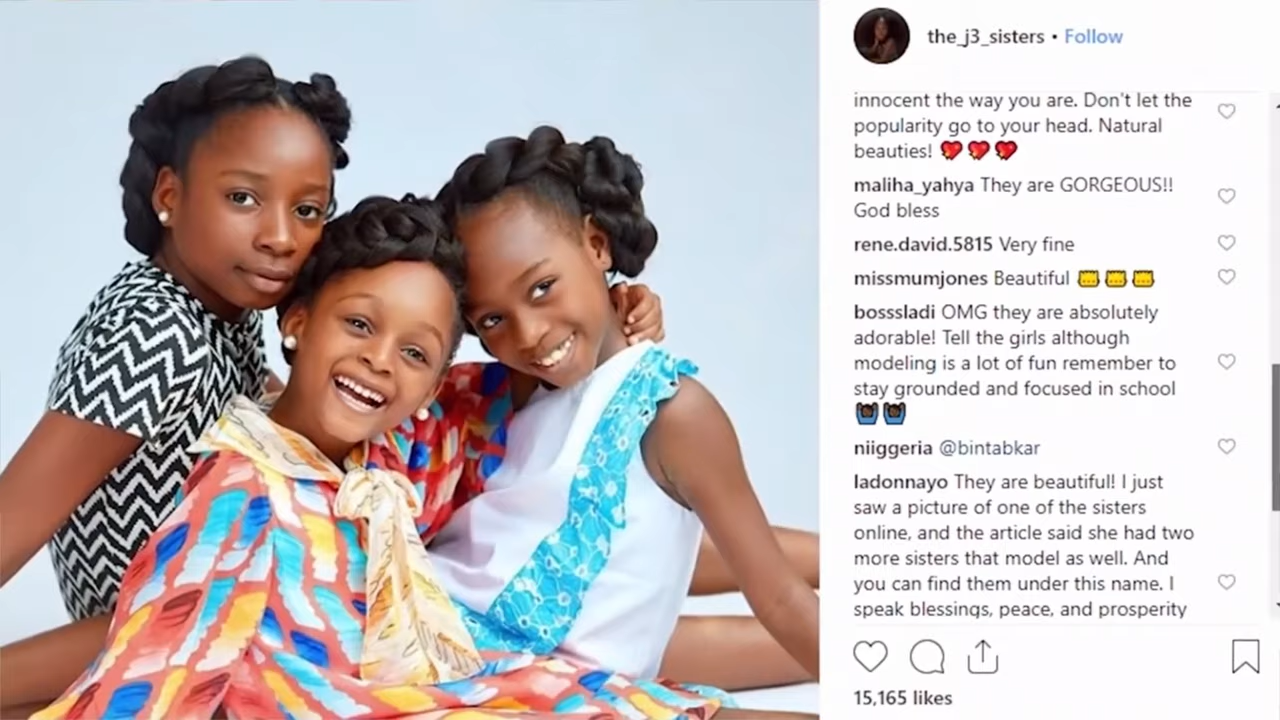 the_j3_sisters • Follow
innocent the way you are. Don't let the
popularity go to your head. Natural
beauties! 💘💘💘
maliha_yahya They are GORGEOUS!!
God bless
rene.david.5815 Very fine
missmumjones Beautiful
bosssladi OMG they are absolutely
adorable! Tell the girls although
modeling is a lot of fun remember to
stay grounded and focused in school
niiggeria @bintabkar
ladonnayo They are beautiful! I just
saw a picture of one of the sisters
online, and the article said she had two
more sisters that model as well. And
you can find them under this name. I
speak blessings, peace, and prosperity
15,165 likes